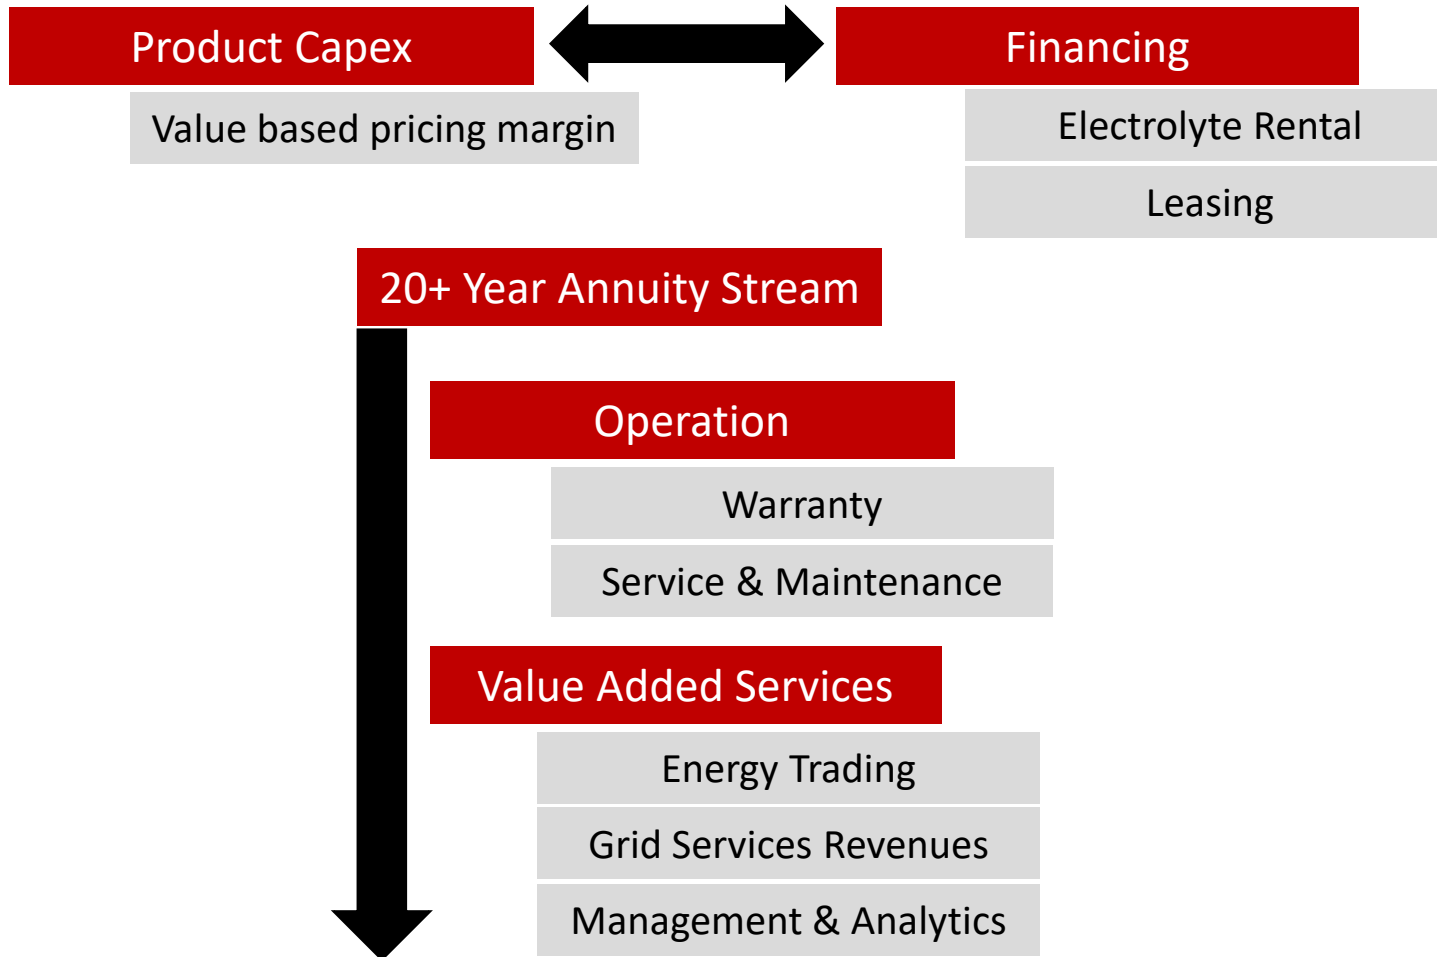 Product Capex
Financing
Value based pricing margin
Electrolyte Rental
Leasing
20+ Year Annuity Stream
Operation
Warranty
Service & Maintenance
Value Added Services
Energy Trading
Grid Services Revenues
Management & Analytics